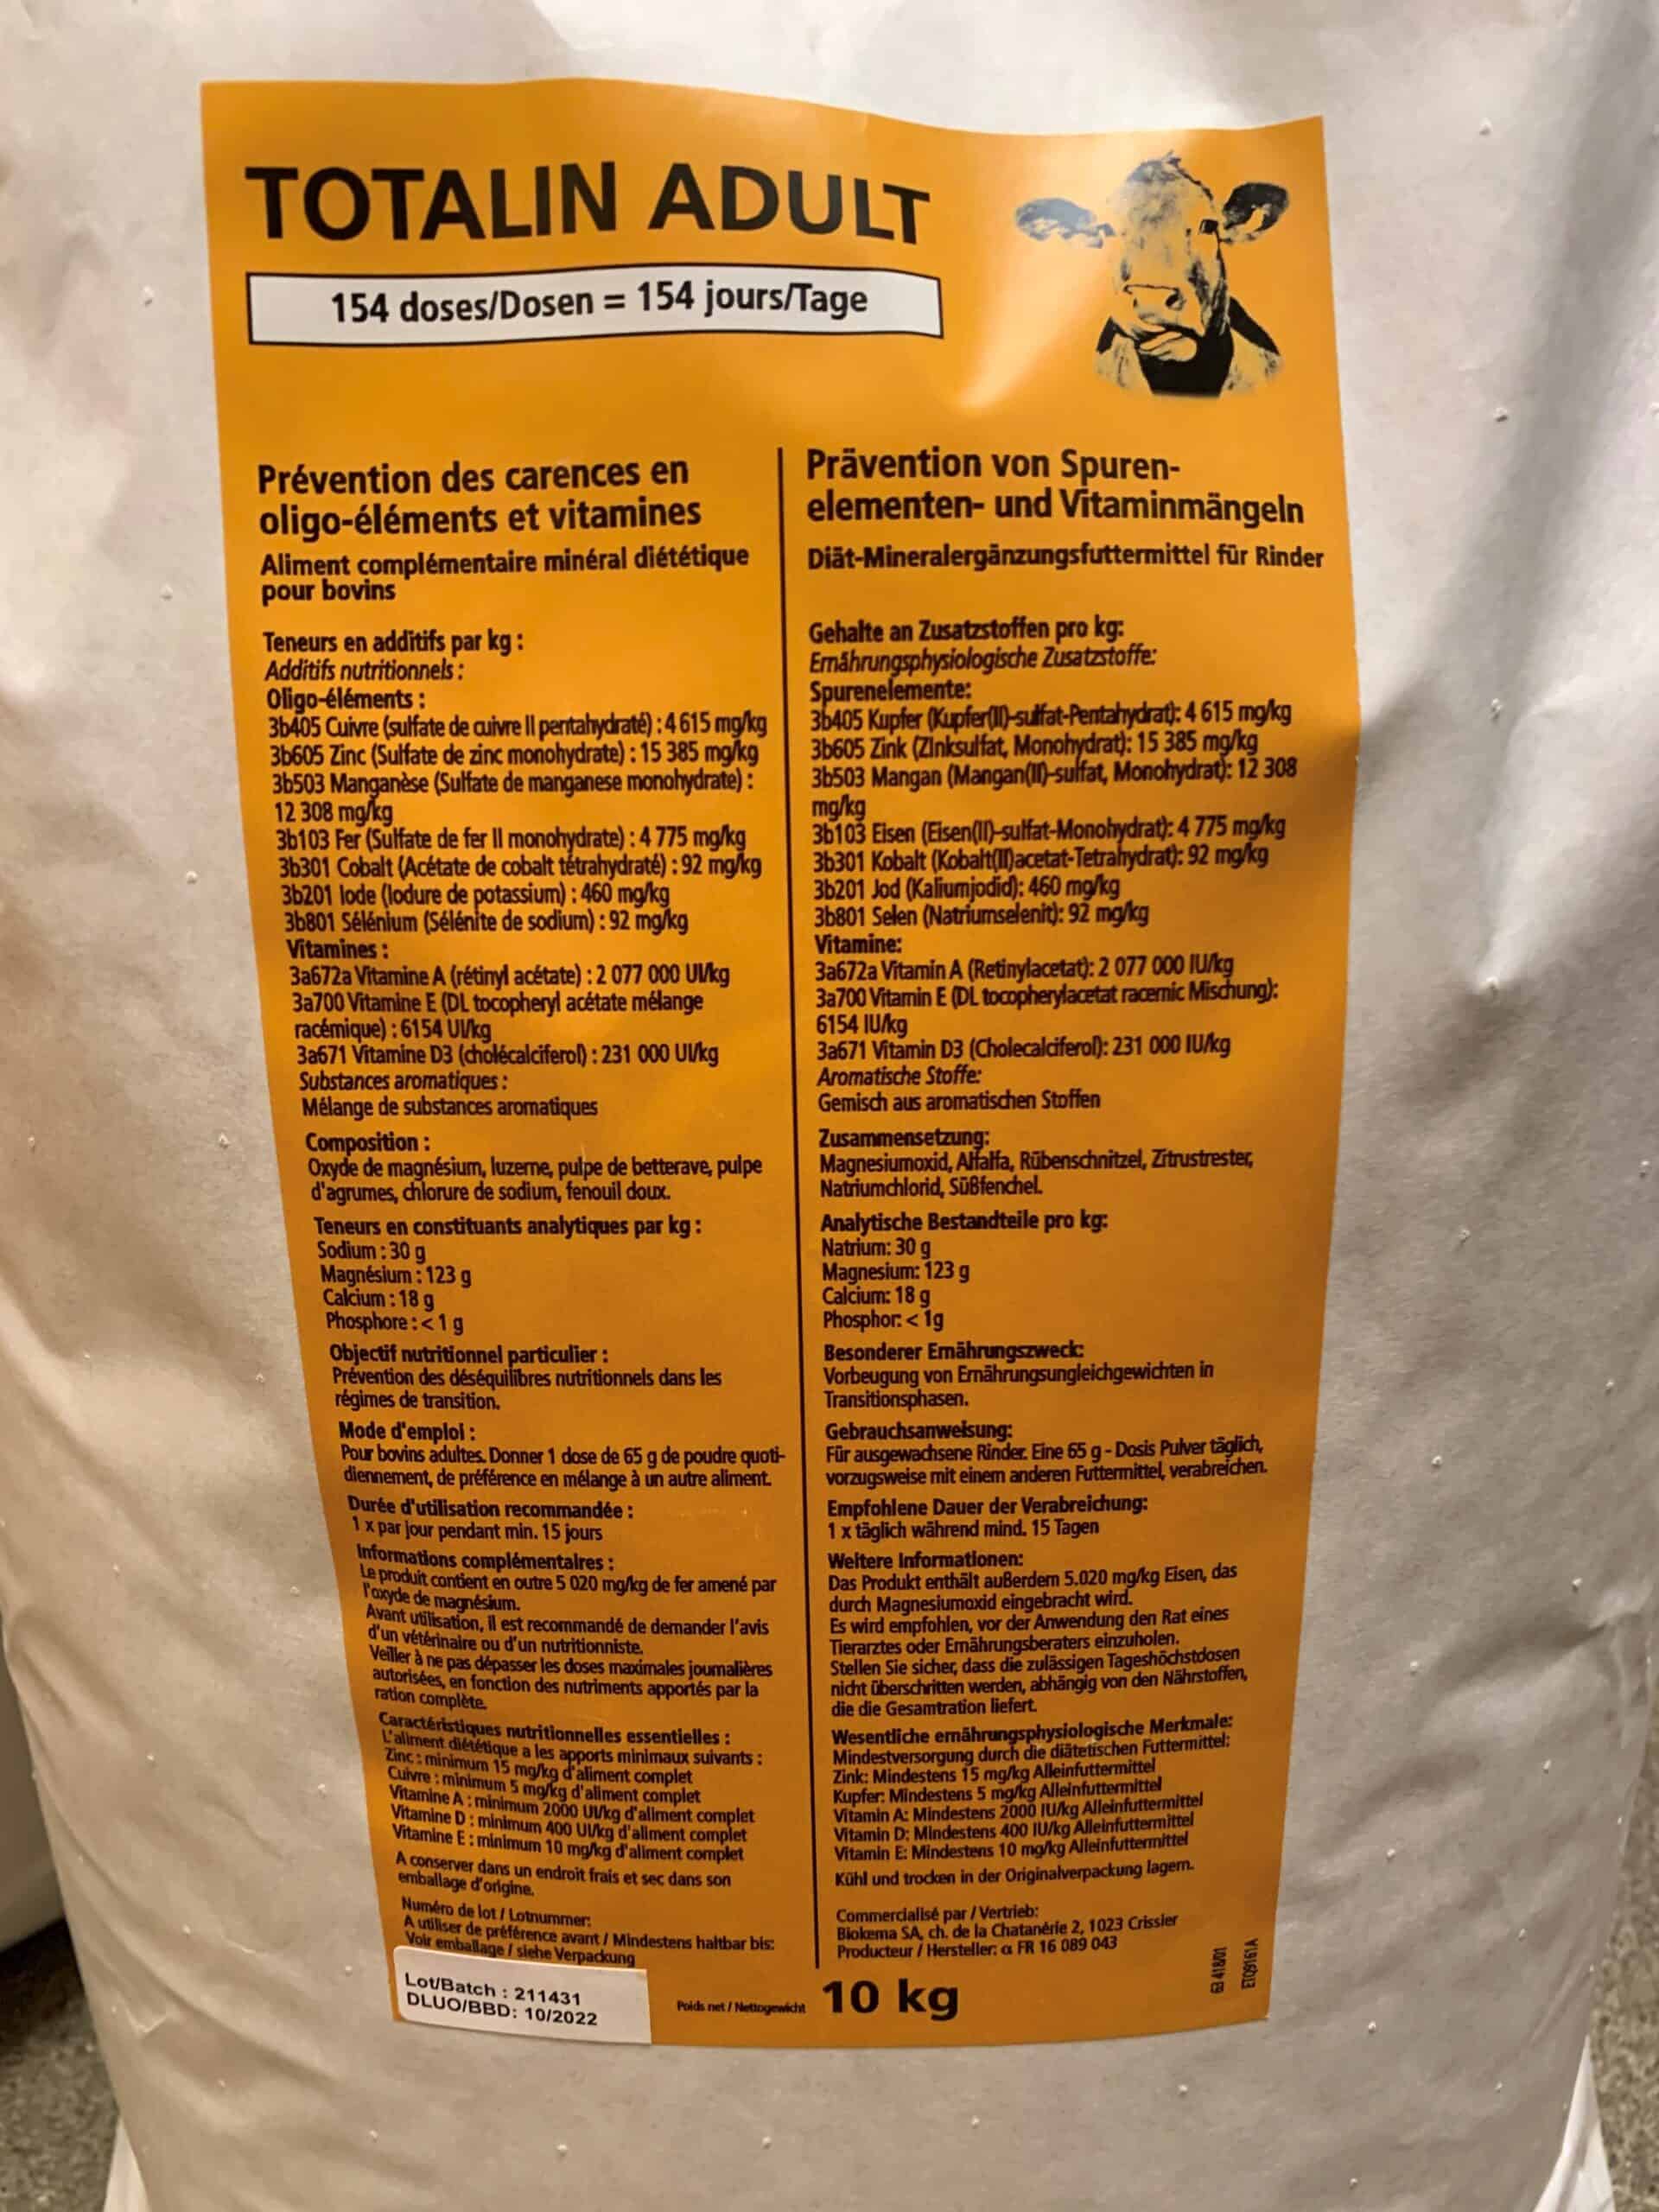 TOTALIN ADULT
154 doses/Dosen = 154 jours/Tage
Prévention des carences en
oligo-éléments et vitamines
Aliment complémentaire minéral diététique
pour bovins
Teneurs en additifs par kg :
Additifs nutritionnels :
Oligo-éléments :
3b405 Cuivre (sulfate de cuivre II pentahydraté) : 4 615 mg/kg
3b605 Zinc (Sulfate de zinc monohydrate) : 15 385 mg/kg
3b503 Manganèse (Sulfate de manganese monohydrate) :
12 308 mg/kg
3b103 Fer (Sulfate de fer II monohydrate) : 4 775 mg/kg
3b301 Cobalt (Acétate de cobalt tétrahydraté) : 92 mg/kg
3b201 Iode (Iodure de potassium) : 460 mg/kg
3b801 Sélénium (Sélénite de sodium) : 92 mg/kg
Vitamines :
3a672a Vitamine A (rétinyl acétate) : 2 077 000 UI/kg
3a700 Vitamine E (DL tocopheryl acétate mélange
racémique) : 6154 UI/kg
3a671 Vitamine D3 (cholécalciferol) : 231 000 UI/kg
Substances aromatiques :
Mélange de substances aromatiques
Composition :
Oxyde de magnésium, luzerne, pulpe de betterave, pulpe
d'agrumes, chlorure de sodium, fenouil doux.
Teneurs en constituants analytiques par kg :
Sodium : 30 g
Magnésium : 123 g
Calcium : 18 g
Phosphore : < 1 g
Objectif nutritionnel particulier :
Prévention des déséquilibres nutritionnels dans les
régimes de transition.
Mode d'emploi :
Pour bovins adultes. Donner 1 dose de 65 g de poudre quoti-
diennement, de préférence en mélange à un autre aliment.
Durée d'utilisation recommandée :
1 x par jour pendant min. 15 jours
Informations complémentaires :
Le produit contient en outre 5 020 mg/kg de fer amené par
l'oxyde de magnésium.
Avant utilisation, il est recommandé de demander l'avis
d'un vétérinaire ou d'un nutritionniste.
Veiller à ne pas dépasser les doses maximales journalières
autorisées, en fonction des nutriments apportés par la
ration complète.
Caractéristiques nutritionnelles essentielles :
L'aliment diététique a les apports minimaux suivants :
Zinc : minimum 15 mg/kg d'aliment complet
Cuivre : minimum 5 mg/kg d'aliment complet
Vitamine A : minimum 2000 UI/kg d'aliment complet
Vitamine D : minimum 400 UI/kg d'aliment complet
Vitamine E : minimum 10 mg/kg d'aliment complet
A conserver dans un endroit frais et sec dans son
emballage d'origine.
Numéro de lot / Lotnummer:
A utiliser de préférence avant / Mindestens haltbar bis:
Voir emballage / siehe Verpackung
Lot/Batch : 211431
DLUO/BBD: 10/2022
Prävention von Spuren-
elementen- und Vitaminmängeln
Diät-Mineralergänzungsfuttermittel für Rinder
Gehalte an Zusatzstoffen pro kg:
Ernährungsphysiologische Zusatzstoffe:
Spurenelemente:
3b405 Kupfer (Kupfer(II)-sulfat-Pentahydrat): 4 615 mg/kg
3b605 Zink (ZInksulfat, Monohydrat): 15 385 mg/kg
3b503 Mangan (Mangan(II)-sulfat, Monohydrat): 12 308
mg/kg
3b103 Eisen (Eisen(II)-sulfat-Monohydrat): 4 775 mg/kg
3b301 Kobalt (Kobalt(II)acetat-Tetrahydrat): 92 mg/kg
3b201 Jod (Kaliumjodid): 460 mg/kg
3b801 Selen (Natriumselenit): 92 mg/kg
Vitamine:
3a672a Vitamin A (Retinylacetat): 2 077 000 IU/kg
3a700 Vitamin E (DL tocopherylacetat racemic Mischung):
6154 IU/kg
3a671 Vitamin D3 (Cholecalciferol): 231 000 IU/kg
Aromatische Stoffe:
Gemisch aus aromatischen Stoffen
Zusammensetzung:
Magnesiumoxid, Alfalfa, Rübenschnitzel, Zitrustrester,
Natriumchlorid, Süßfenchel.
Analytische Bestandteile pro kg:
Natrium: 30 g
Magnesium: 123 g
Calcium: 18 g
Phosphor: < 1g
Besonderer Ernährungszweck:
Vorbeugung von Ernährungsungleichgewichten in
Transitionsphasen.
Gebrauchsanweisung:
Für ausgewachsene Rinder. Eine 65 g - Dosis Pulver täglich,
vorzugsweise mit einem anderen Futtermittel, verabreichen.
Empfohlene Dauer der Verabreichung:
1 x täglich während mind. 15 Tagen
Weitere Informationen:
Das Produkt enthält außerdem 5.020 mg/kg Eisen, das
durch Magnesiumoxid eingebracht wird.
Es wird empfohlen, vor der Anwendung den Rat eines
Tierarztes oder Ernährungsberaters einzuholen.
Stellen Sie sicher, dass die zulässigen Tageshöchstdosen
nicht überschritten werden, abhängig von den Nährstoffen,
die die Gesamtration liefert.
Wesentliche ernährungsphysiologische Merkmale:
Mindestversorgung durch die diätetischen Futtermittel:
Zink: Mindestens 15 mg/kg Alleinfuttermittel
Kupfer: Mindestens 5 mg/kg Alleinfuttermittel
Vitamin A: Mindestens 2000 IU/kg Alleinfuttermittel
Vitamin D: Mindestens 400 IU/kg Alleinfuttermittel
Vitamin E: Mindestens 10 mg/kg Alleinfuttermittel
Kühl und trocken in der Originalverpackung lagern.
Commercialisé par / Vertrieb:
Biokema SA, ch. de la Chatanérie 2, 1023 Crissier
Producteur / Hersteller: α FR 16 089 043
Poids net / Nettogewicht 10 kg
63 418/01
ETQ9161A